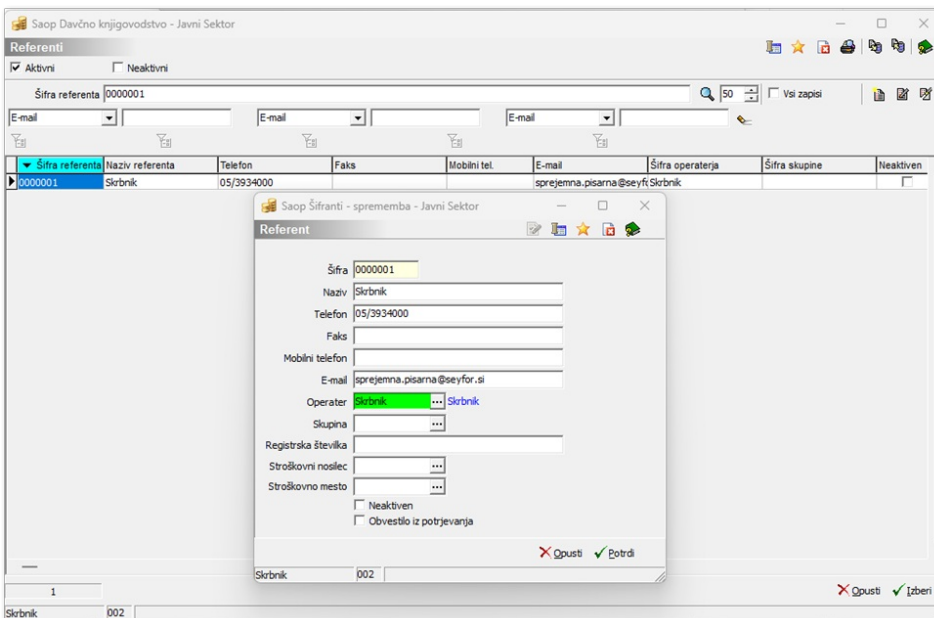 Saop Davčno knjigovodstvo - Javni Sektor
Referenti
Aktivni Neaktivni
Šifra referenta 0000001 50 Vsi zapisi
E-mail E-mail E-mail
Šifra referenta Naziv referenta Telefon Faks Mobilni tel. E-mail Šifra operaterja Šifra skupine Neaktiven
0000001 Skrbnik 05/3934000 sprejemna.pisarna@seyf Skrbnik
Saop Šifranti - sprememba - Javni Sektor
Referent
Šifra 0000001
Naziv Skrbnik
Telefon 05/3934000
Faks
Mobilni telefon
E-mail sprejemna.pisarna@seyfor.si
Operater Skrbnik ... Skrbnik
Skupina ...
Registrska številka
Stroškovni nosilec ...
Stroškovno mesto ...
Neaktiven
Obvestilo iz potrjevanja
Opusti Potrdi
Skrbnik 002
1 Opusti Izberi
Skrbnik 002